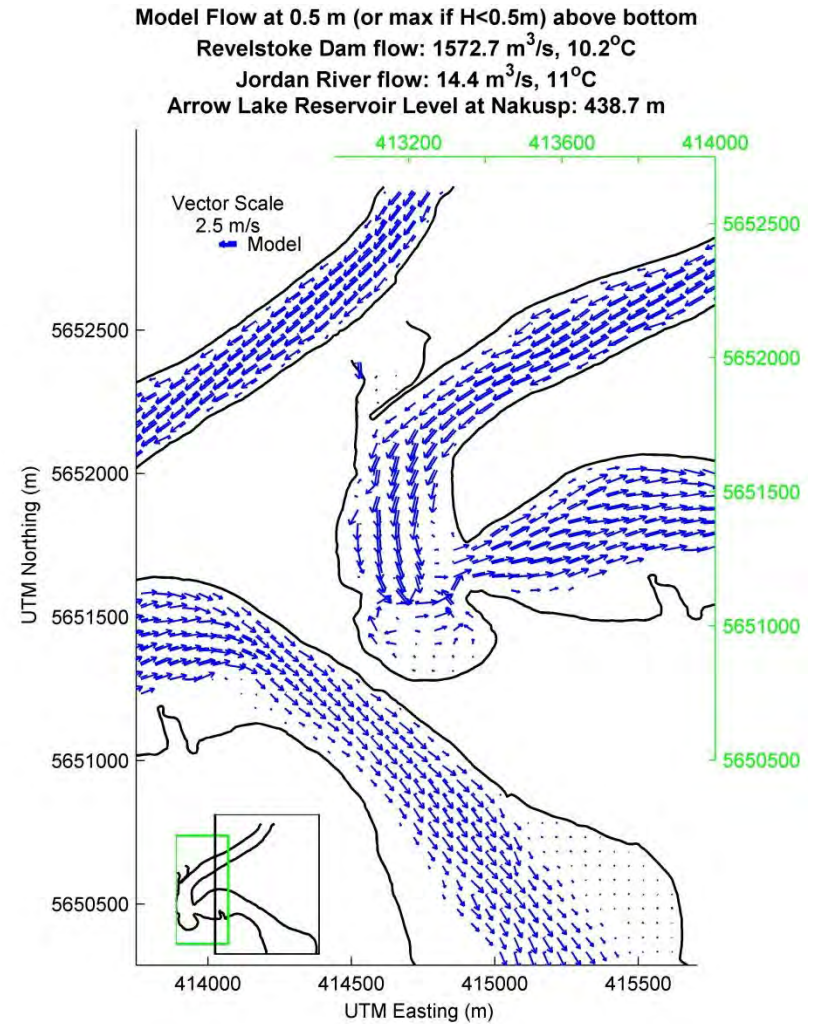 Model Flow at 0.5 m (or max if H<0.5m) above bottom
Revelstoke Dam flow: 1572.7 m³/s, 10.2°C
Jordan River flow: 14.4 m³/s, 11°C
Arrow Lake Reservoir Level at Nakusp: 438.7 m
413200 413600 414000
Vector Scale
2.5 m/s
Model
5652500
5652000
5651500
5651000
5650500
5652500
5652000
5651500
5651000
5650500
UTM Northing (m)
414000 414500 415000 415500
UTM Easting (m)